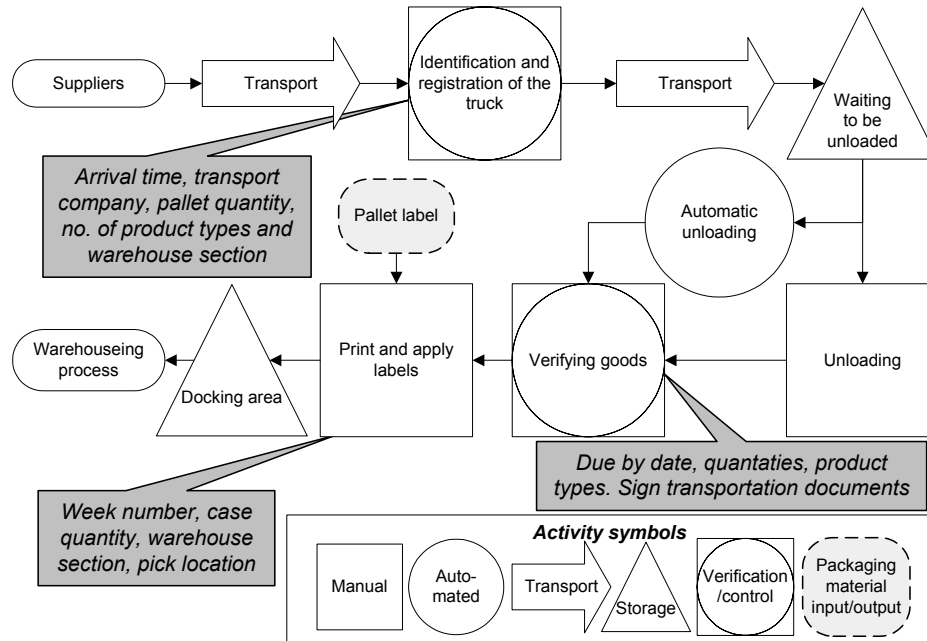 Suppliers
Transport
Identification and
registration of the
truck
Transport
Waiting
to be
unloaded
Arrival time, transport
company, pallet quantity,
no. of product types and
warehouse section
Pallet label
Automatic
unloading
Warehouseing
process
Docking area
Print and apply
labels
Verifying goods
Unloading
Week number, case
quantity, warehouse
section, pick location
Due by date, quantaties, product
types. Sign transportation documents
Activity symbols
Manual
Auto-
mated
Transport
Storage
Verification
/control
Packaging
material
input/output